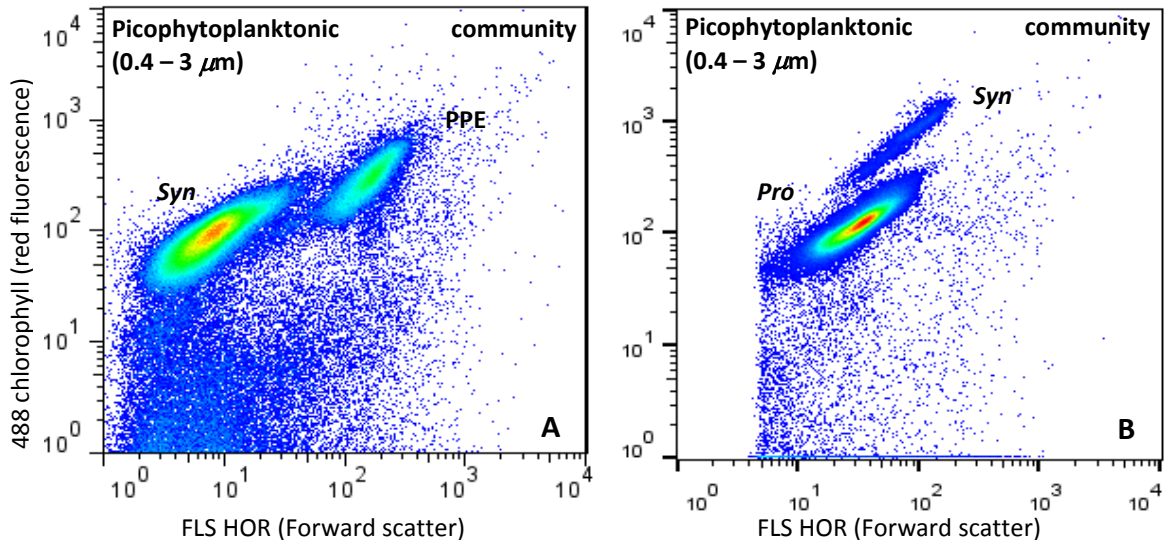 488 chlorophyll (red fluorescence)
10^4
10^3
10^2
10^1
10^0
Picophytoplanktonic community
(0.4 – 3 μm)
Syn
PPE
A
10^0 10^1 10^2 10^3 10^4
FLS HOR (Forward scatter)
10^4
10^3
10^2
10^1
10^0
Picophytoplanktonic community
(0.4 – 3 μm)
Syn
Pro
B
10^0 10^1 10^2 10^3 10^4
FLS HOR (Forward scatter)